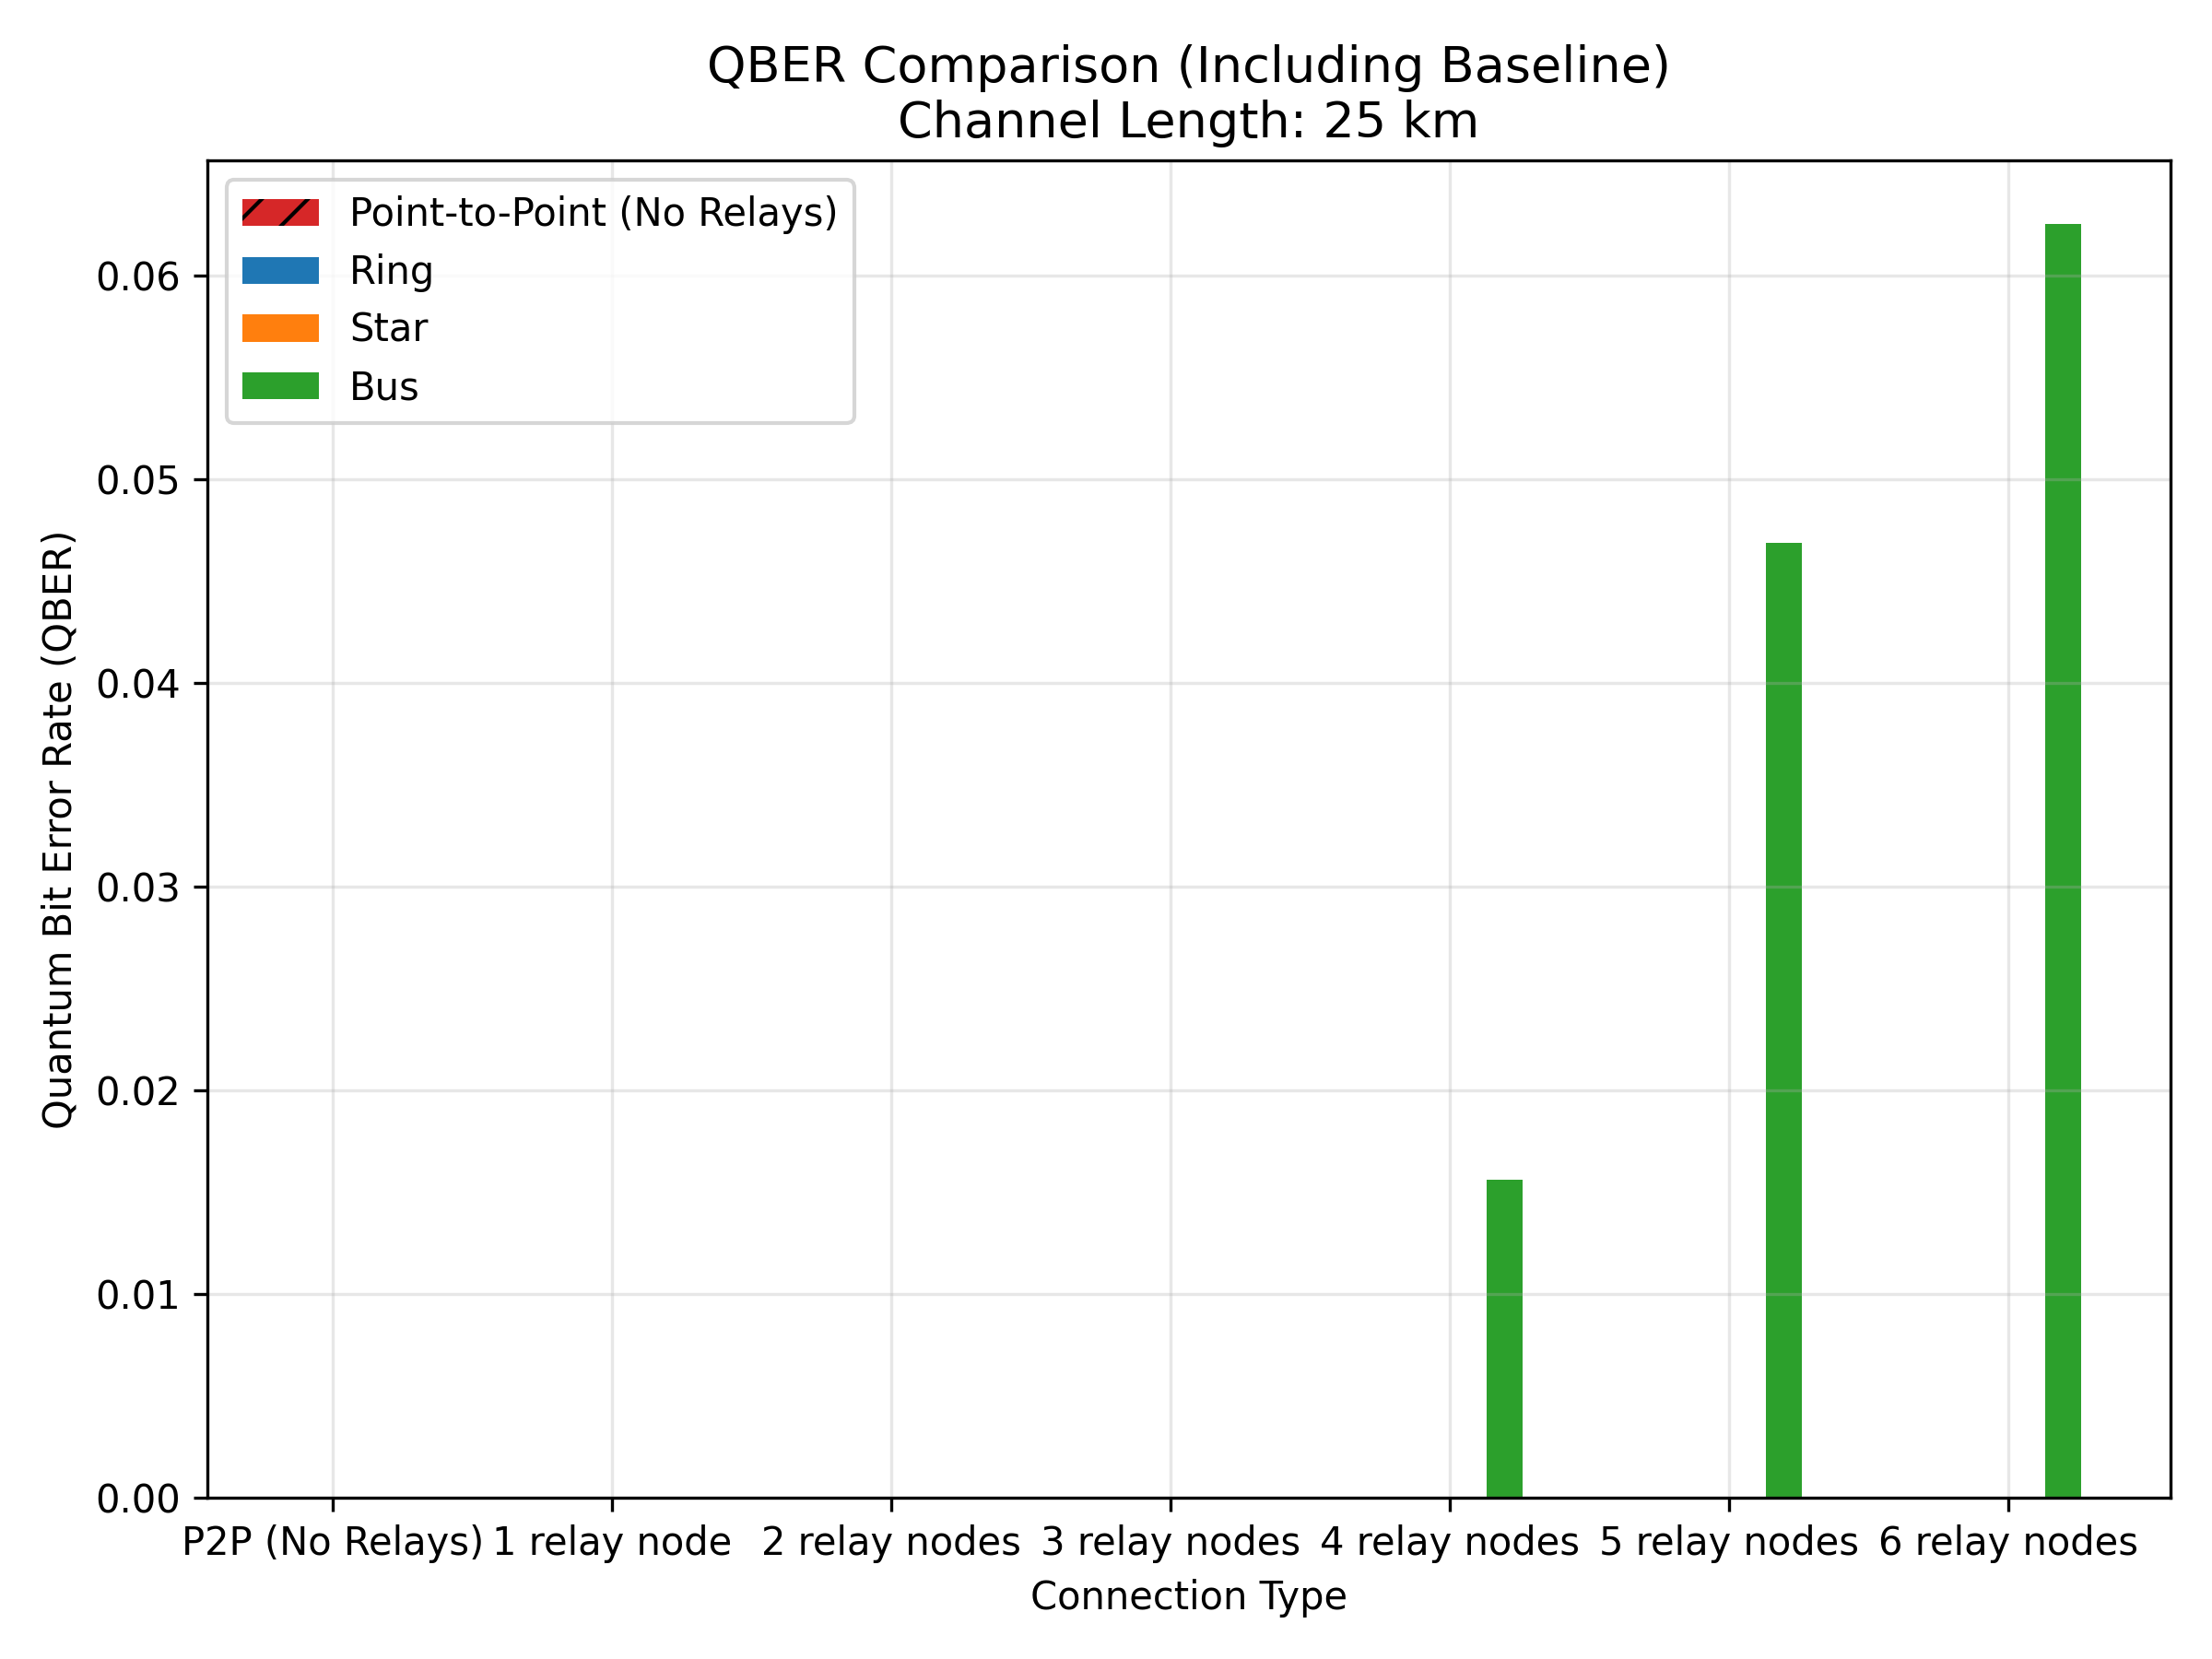 QBER Comparison (Including Baseline)
Channel Length: 25 km
Point-to-Point (No Relays)
Ring
Star
Bus
Quantum Bit Error Rate (QBER)
0.06
0.05
0.04
0.03
0.02
0.01
0.00
P2P (No Relays) 1 relay node 2 relay nodes 3 relay nodes 4 relay nodes 5 relay nodes 6 relay nodes
Connection Type